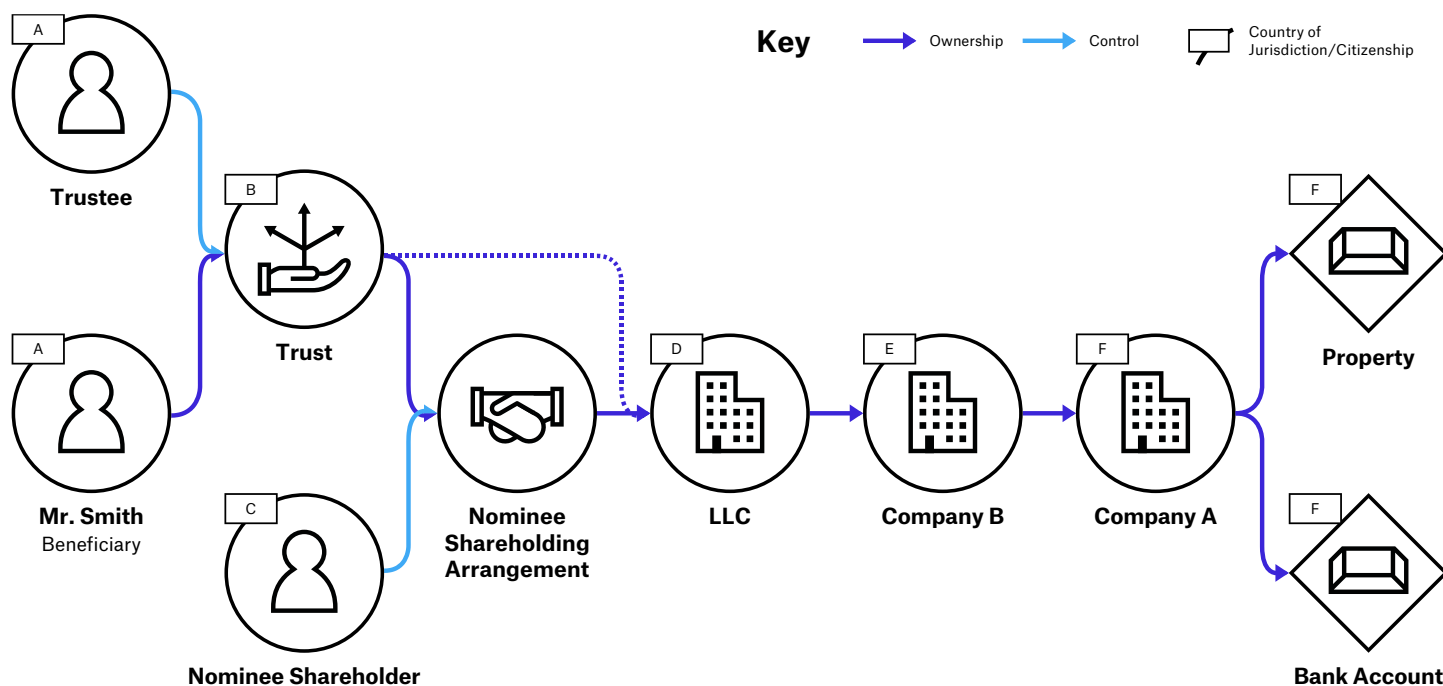 Key
Ownership
Control
Country of
Jurisdiction/Citizenship
A
Trustee
B
Trust
A
Mr. Smith
Beneficiary
C
Nominee Shareholder
Nominee
Shareholding
Arrangement
D
LLC
E
Company B
F
Company A
F
Property
F
Bank Account